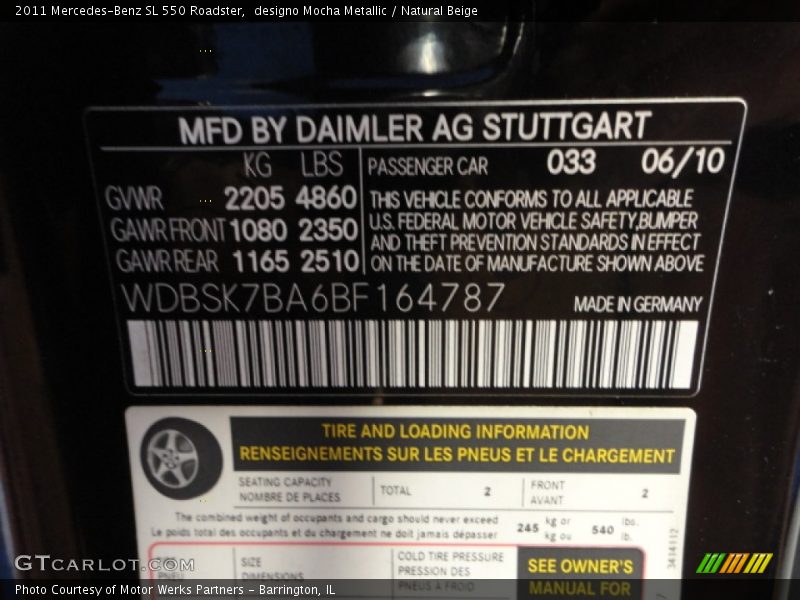 2011 Mercedes-Benz SL 550 Roadster,  designo Mocha Metallic / Natural Beige
MFD BY DAIMLER AG STUTTGART
KG LBS PASSENGER CAR 033 06/10
GVWR 2205 4860 THIS VEHICLE CONFORMS TO ALL APPLICABLE
GAWR FRONT 1080 2350 U.S. FEDERAL MOTOR VEHICLE SAFETY,BUMPER
GAWR REAR 1165 2510 AND THEFT PREVENTION STANDARDS IN EFFECT
ON THE DATE OF MANUFACTURE SHOWN ABOVE
WDBSK7BA6BF164787 MADE IN GERMANY
TIRE AND LOADING INFORMATION
RENSEIGNEMENTS SUR LES PNEUS ET LE CHARGEMENT
SEATING CAPACITY TOTAL 2 FRONT 2
NOMBRE DE PLACES AVANT
The combined weight of occupants and cargo should never exceed 245 kg or 540 lbs.
Le poids total des occupants et du chargement ne doit jamais dépasser kg ou lb.
3414112
SIZE COLD TIRE PRESSURE SEE OWNER'S
PNEU DIMENSIONS PRESSION DES
PNEUS A FROID MANUAL FOR
GTCARLOT.COM
Photo Courtesy of Motor Werks Partners - Barrington, IL